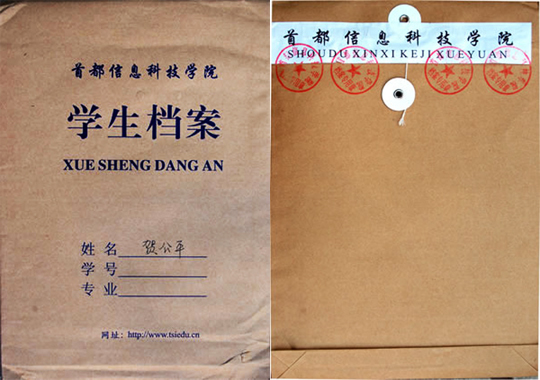 首都信息科技学院
学生档案
XUE SHENG DANG AN
姓名 贺公平
学号
专业
网址: http://www.tsiedu.cn
首都信息科技学院
SHOUDU XINXI KEJI XUEYUAN